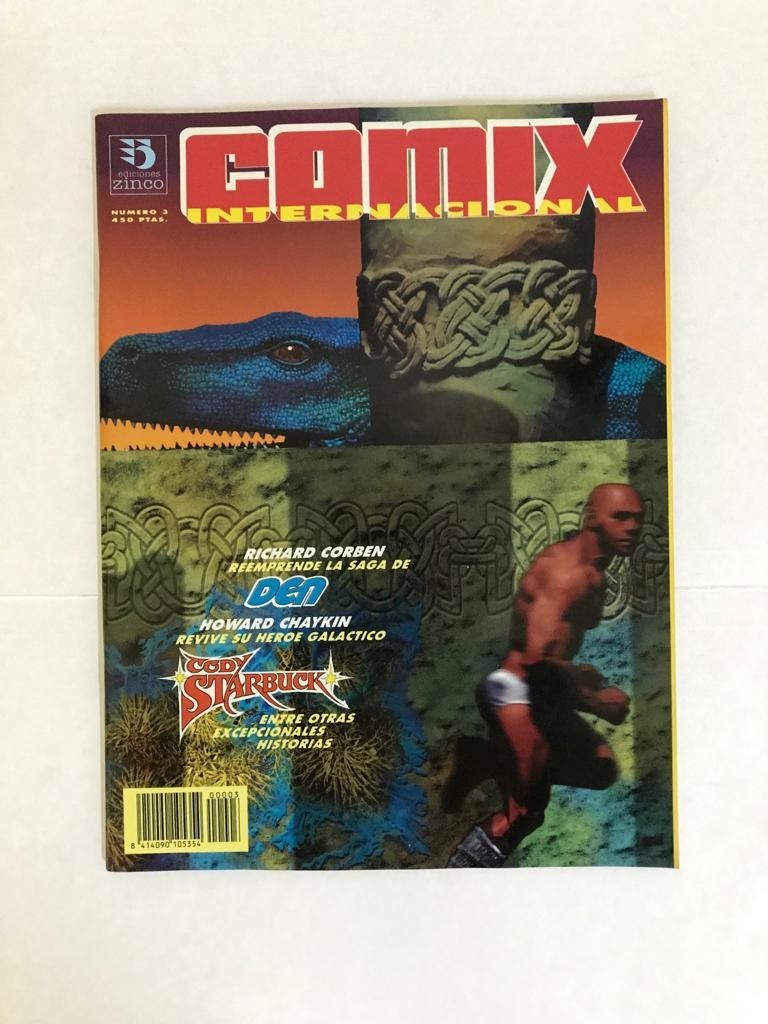 ediciones
zinco
NUMERO 3
450 PTAS.
COMIX
INTERNACIONAL
RICHARD CORBEN
REEMPRENDE LA SAGA DE
DEN
HOWARD CHAYKIN
REVIVE SU HEROE GALACTICO
CODY
STARBUCK
ENTRE OTRAS
EXCEPCIONALES
HISTORIAS
00003
8 414090 105354